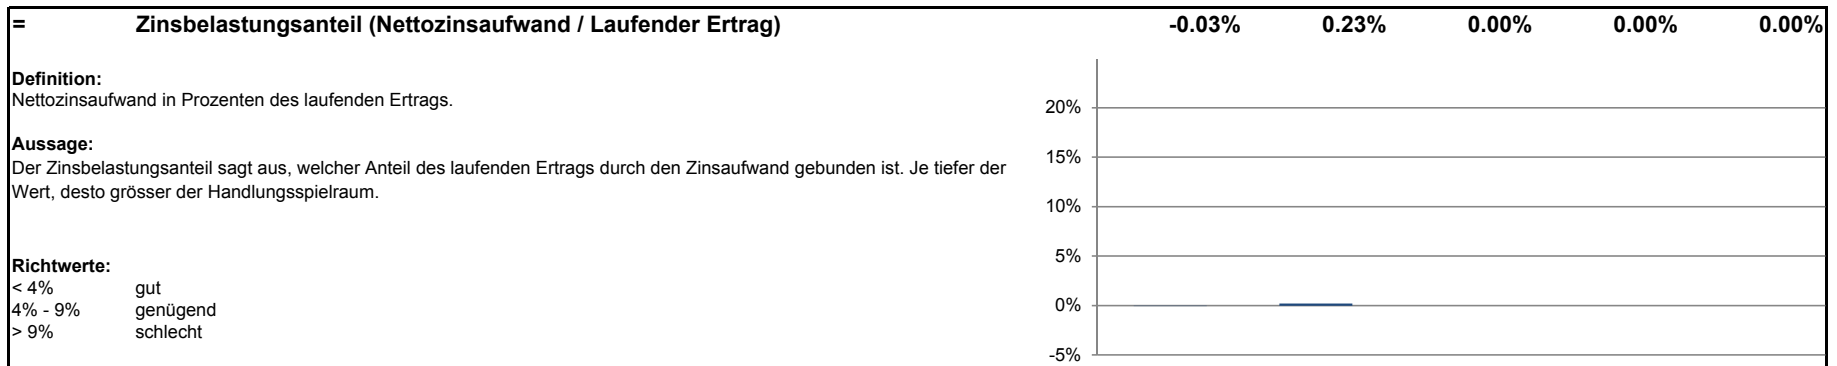 = Zinsbelastungsanteil (Nettozinsaufwand / Laufender Ertrag) -0.03% 0.23% 0.00% 0.00% 0.00%
Definition:
Nettozinsaufwand in Prozenten des laufenden Ertrags.
Aussage:
Der Zinsbelastungsanteil sagt aus, welcher Anteil des laufenden Ertrags durch den Zinsaufwand gebunden ist. Je tiefer der
Wert, desto grösser der Handlungsspielraum.
Richtwerte:
< 4% gut
4% - 9% genügend
> 9% schlecht
20%
15%
10%
5%
0%
-5%